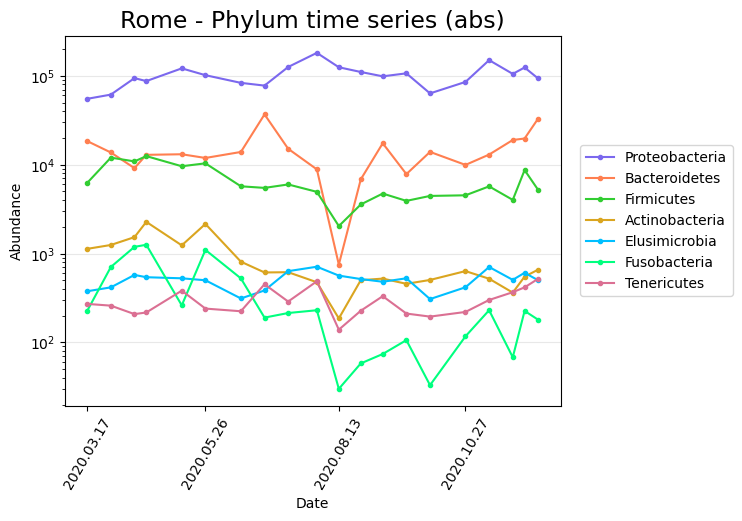 Rome - Phylum time series (abs)
Abundance
10^5
10^4
10^3
10^2
2020.03.17
2020.05.26
2020.08.13
2020.10.27
Date
Proteobacteria
Bacteroidetes
Firmicutes
Actinobacteria
Elusimicrobia
Fusobacteria
Tenericutes